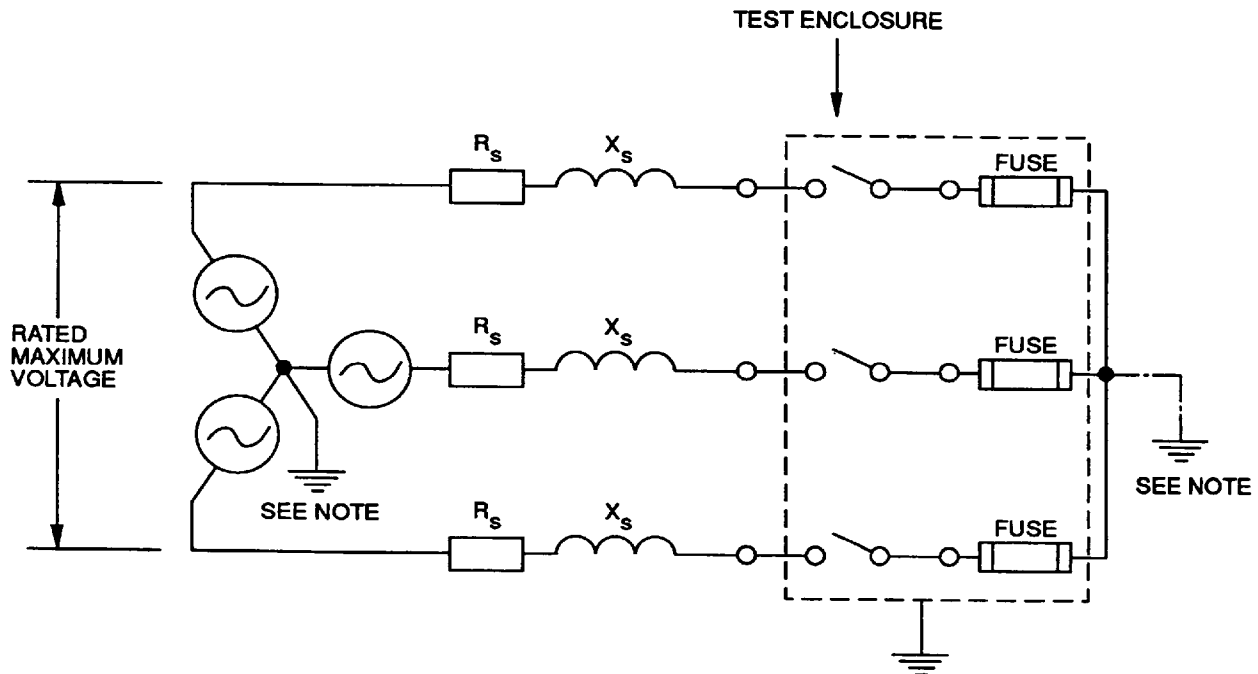 TEST ENCLOSURE
Rs
Xs
FUSE
RATED
MAXIMUM
VOLTAGE
Rs
Xs
FUSE
SEE NOTE
SEE NOTE
Rs
Xs
FUSE